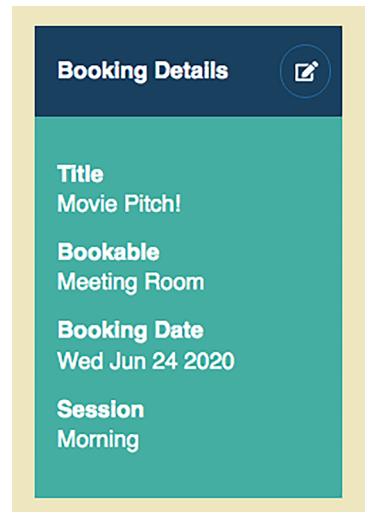 Booking Details
Title
Movie Pitch!
Bookable
Meeting Room
Booking Date
Wed Jun 24 2020
Session
Morning